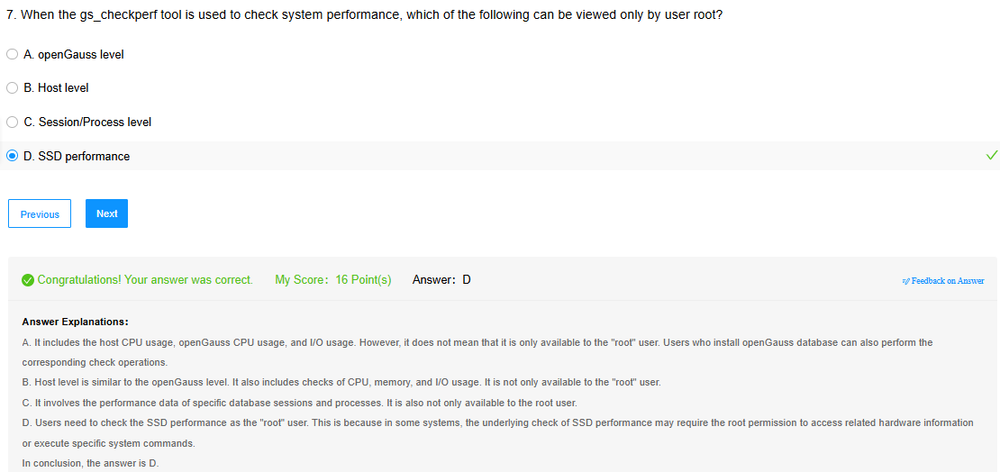 7. When the gs_checkperf tool is used to check system performance, which of the following can be viewed only by user root?
A. openGauss level
B. Host level
C. Session/Process level
D. SSD performance
Previous
Next
Congratulations! Your answer was correct. My Score: 16 Point(s) Answer: D
Feedback on Answer
Answer Explanations:
A. It includes the host CPU usage, openGauss CPU usage, and I/O usage. However, it does not mean that it is only available to the "root" user. Users who install openGauss database can also perform the
corresponding check operations.
B. Host level is similar to the openGauss level. It also includes checks of CPU, memory, and I/O usage. It is not only available to the "root" user.
C. It involves the performance data of specific database sessions and processes. It is also not only available to the root user.
D. Users need to check the SSD performance as the "root" user. This is because in some systems, the underlying check of SSD performance may require the root permission to access related hardware information
or execute specific system commands.
In conclusion, the answer is D.